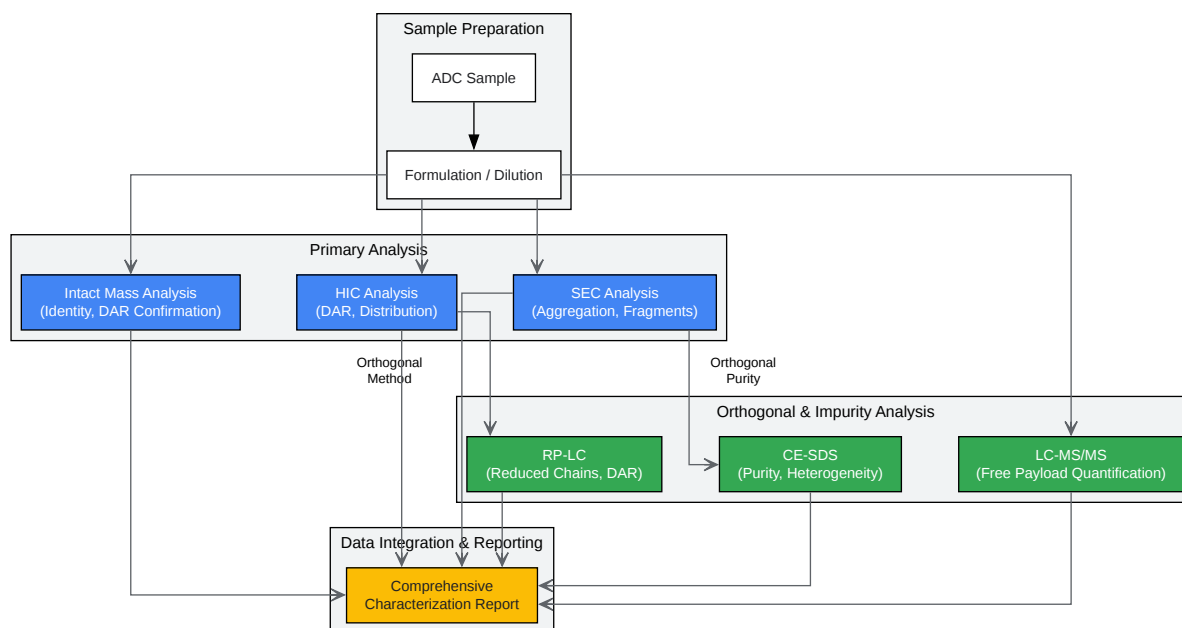 Sample Preparation
ADC Sample
Formulation / Dilution
Primary Analysis
Intact Mass Analysis
(Identity, DAR Confirmation)
HIC Analysis
(DAR, Distribution)
SEC Analysis
(Aggregation, Fragments)
Orthogonal
Method
Orthogonal
Purity
Orthogonal & Impurity Analysis
RP-LC
(Reduced Chains, DAR)
CE-SDS
(Purity, Heterogeneity)
LC-MS/MS
(Free Payload Quantification)
Data Integration & Reporting
Comprehensive
Characterization Report